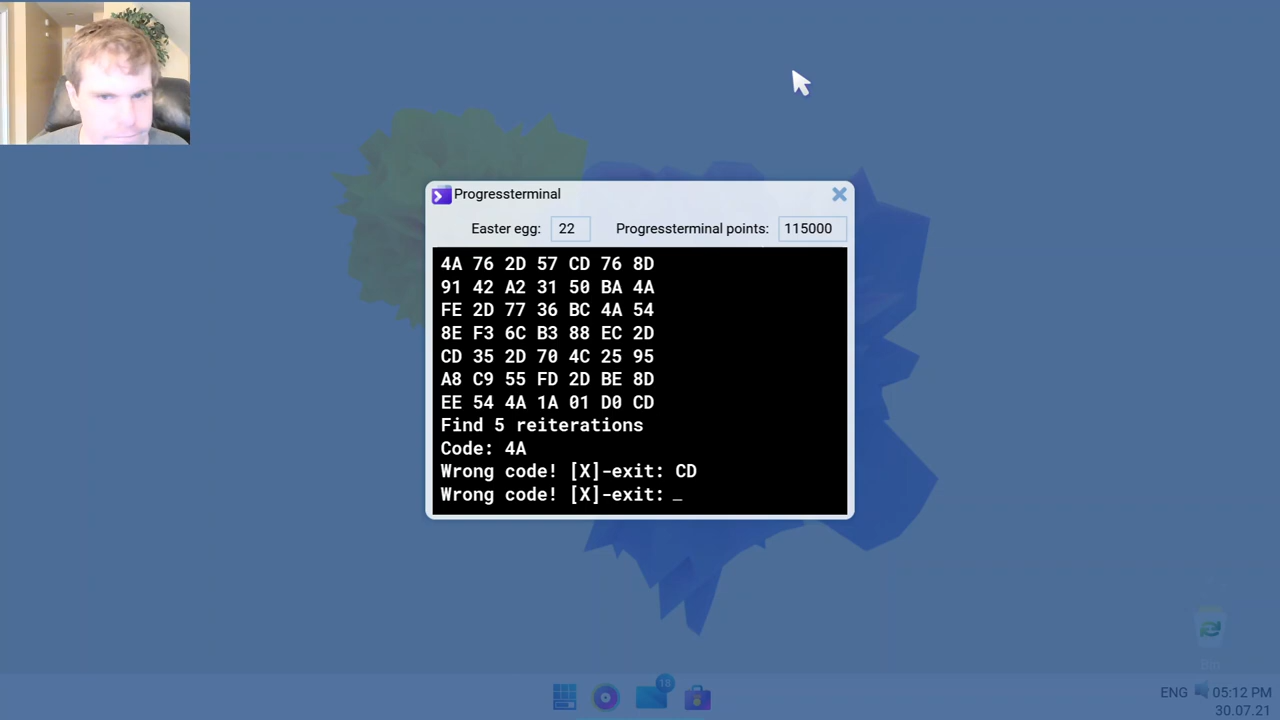 Progressterminal
Easter egg: 22 Progressterminal points: 115000
4A 76 2D 57 CD 76 8D
91 42 A2 31 50 BA 4A
FE 2D 77 36 BC 4A 54
8E F3 6C B3 88 EC 2D
CD 35 2D 70 4C 25 95
A8 C9 55 FD 2D BE 8D
EE 54 4A 1A 01 D0 CD
Find 5 reiterations
Code: 4A
Wrong code! [X]-exit: CD
Wrong code! [X]-exit: _
Bin
18
ENG 05:12 PM
30.07.21